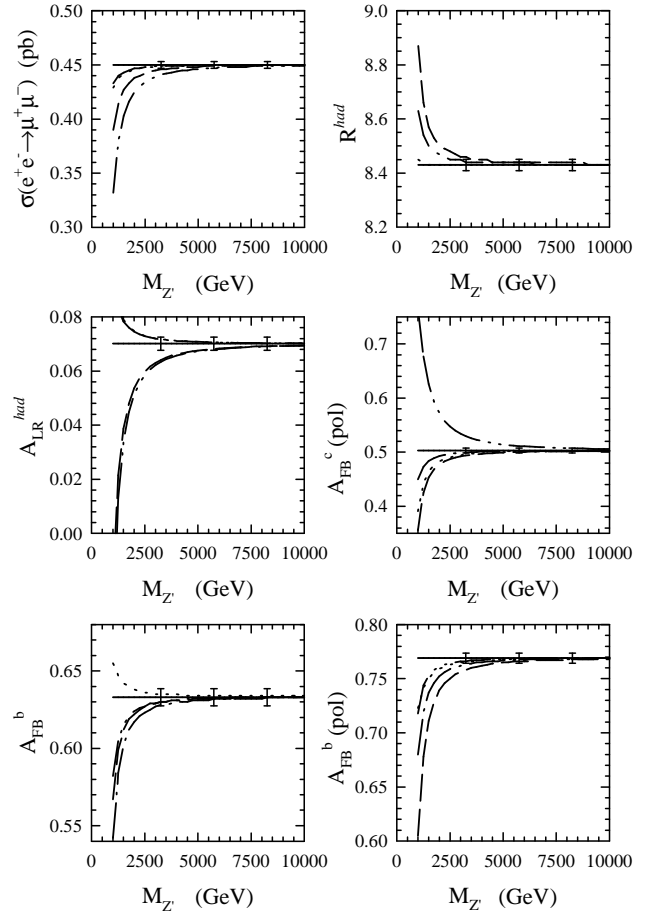 σ(e⁺e⁻→μ⁺μ⁻) (pb)
0.50
0.45
0.40
0.35
0.30
0 2500 5000 7500 10000
M_Z' (GeV)
R^had
9.0
8.8
8.6
8.4
8.2
0 2500 5000 7500 10000
M_Z' (GeV)
A_LR^had
0.08
0.06
0.04
0.02
0.00
0 2500 5000 7500 10000
M_Z' (GeV)
A_FB^c (pol)
0.7
0.6
0.5
0.4
0 2500 5000 7500 10000
M_Z' (GeV)
A_FB^b
0.65
0.60
0.55
0 2500 5000 7500 10000
M_Z' (GeV)
A_FB^b (pol)
0.80
0.75
0.70
0.65
0.60
0 2500 5000 7500 10000
M_Z' (GeV)